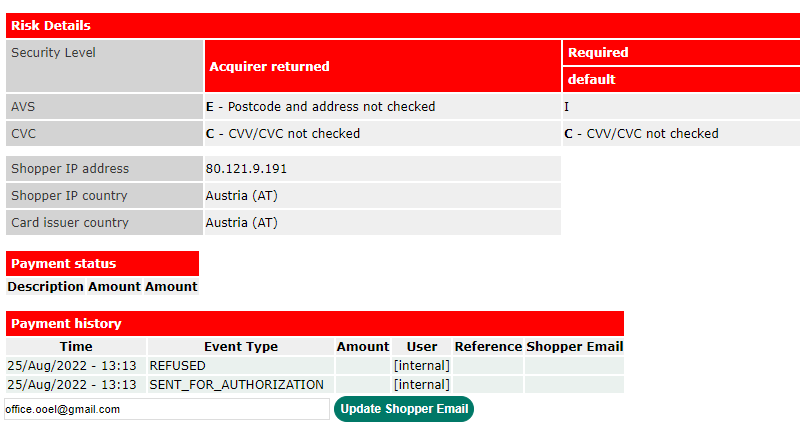 Risk Details
Security Level Acquirer returned Required
default
AVS E - Postcode and address not checked I
CVC C - CVV/CVC not checked C - CVV/CVC not checked
Shopper IP address 80.121.9.191
Shopper IP country Austria (AT)
Card issuer country Austria (AT)
Payment status
Description Amount Amount
Payment history
Time Event Type Amount User Reference Shopper Email
25/Aug/2022 - 13:13 REFUSED [internal]
25/Aug/2022 - 13:13 SENT_FOR_AUTHORIZATION [internal]
office.ooel@gmail.com Update Shopper Email